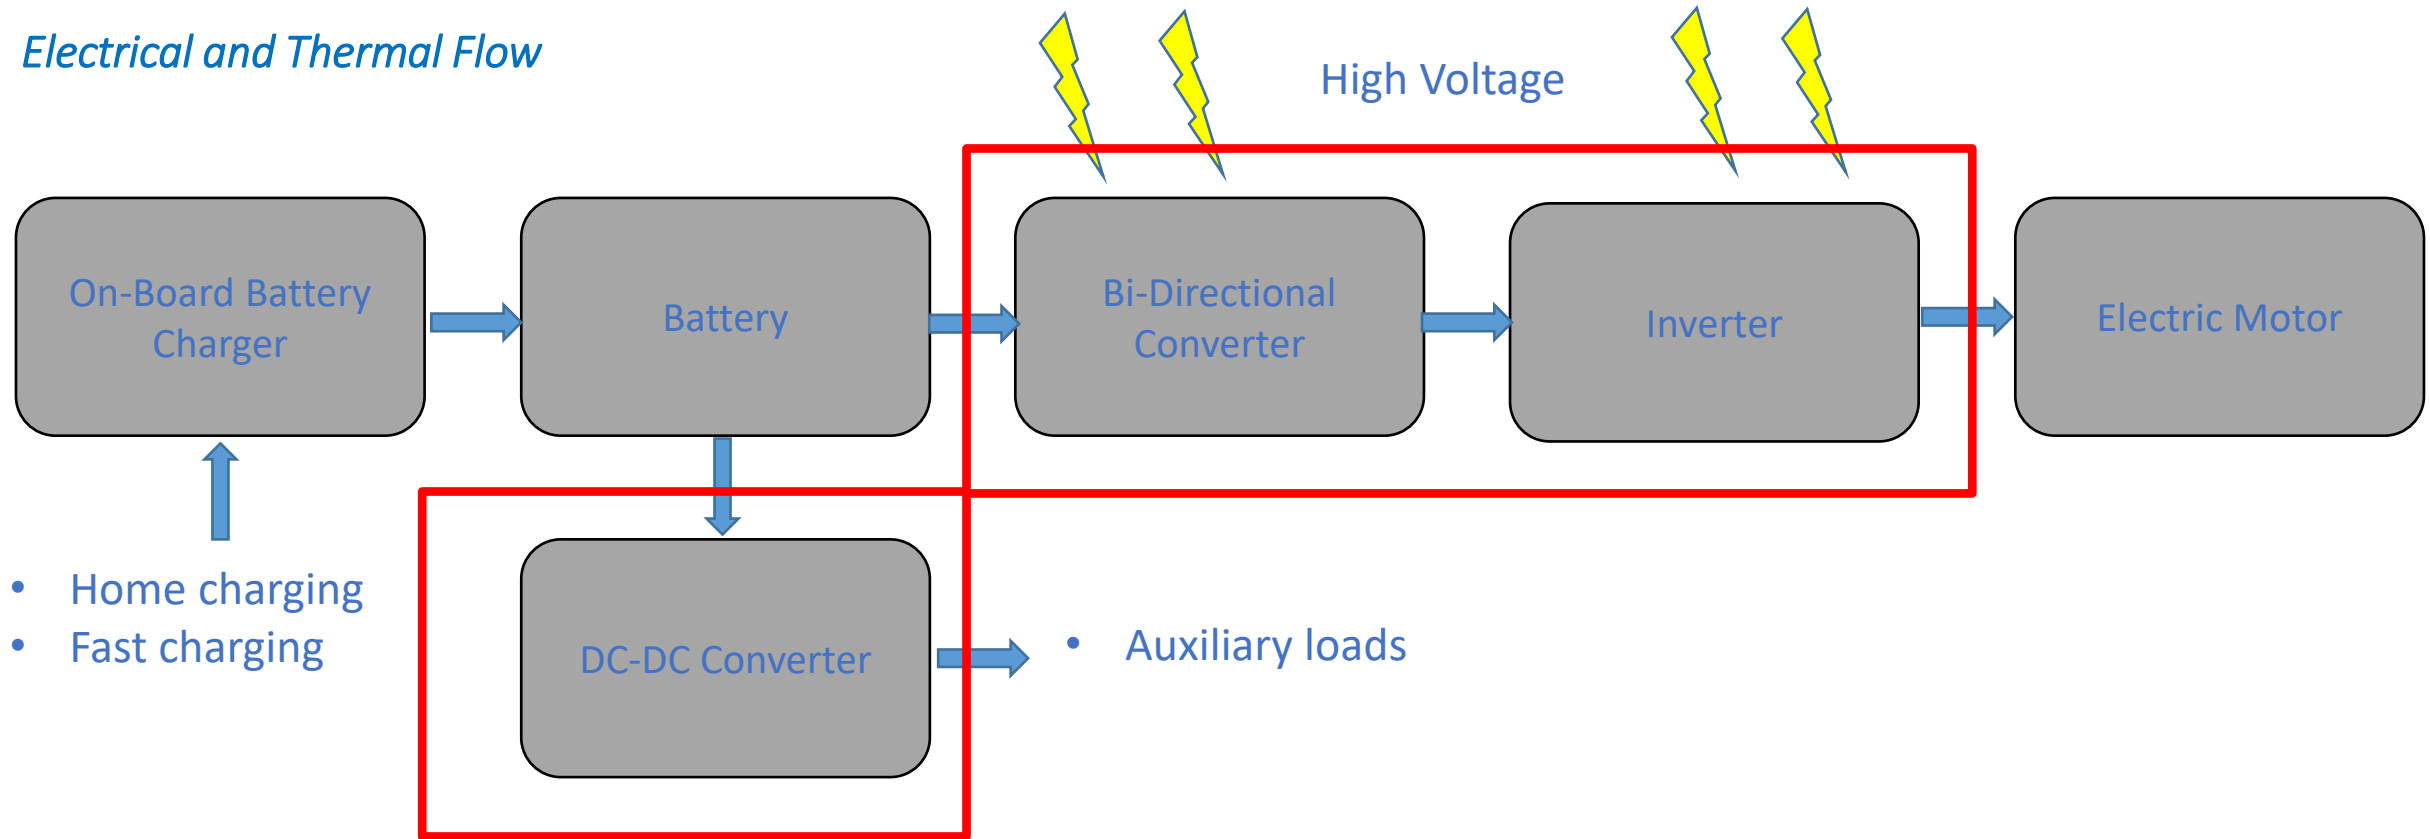 Electrical and Thermal Flow
High Voltage
On-Board Battery
Charger
Battery
Bi-Directional
Converter
Inverter
Electric Motor
• Home charging
• Fast charging
DC-DC Converter
• Auxiliary loads